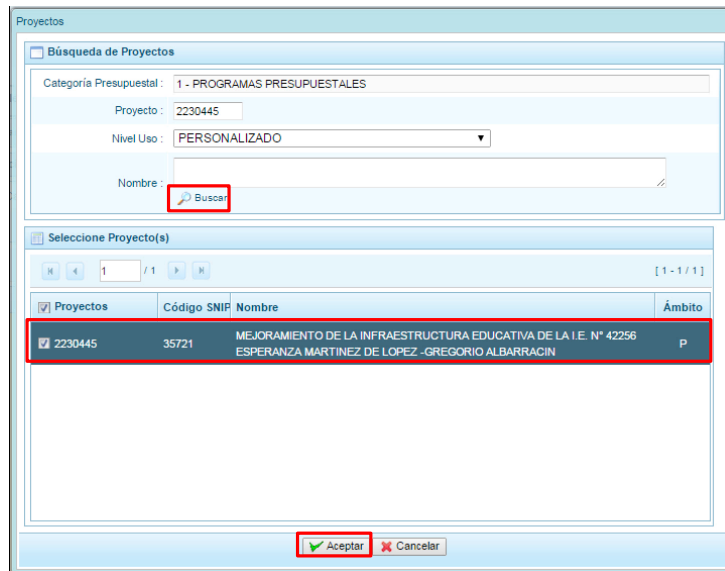 Proyectos
Búsqueda de Proyectos
Categoría Presupuestal : 1 - PROGRAMAS PRESUPUESTALES
Proyecto : 2230445
Nivel Uso : PERSONALIZADO
Nombre :
Buscar
Seleccione Proyecto(s)
1 / 1 [ 1 - 1 / 1 ]
Proyectos Código SNIP Nombre Ámbito
2230445 35721 MEJORAMIENTO DE LA INFRAESTRUCTURA EDUCATIVA DE LA I.E. N° 42256 P
ESPERANZA MARTINEZ DE LOPEZ -GREGORIO ALBARRACIN
Aceptar Cancelar